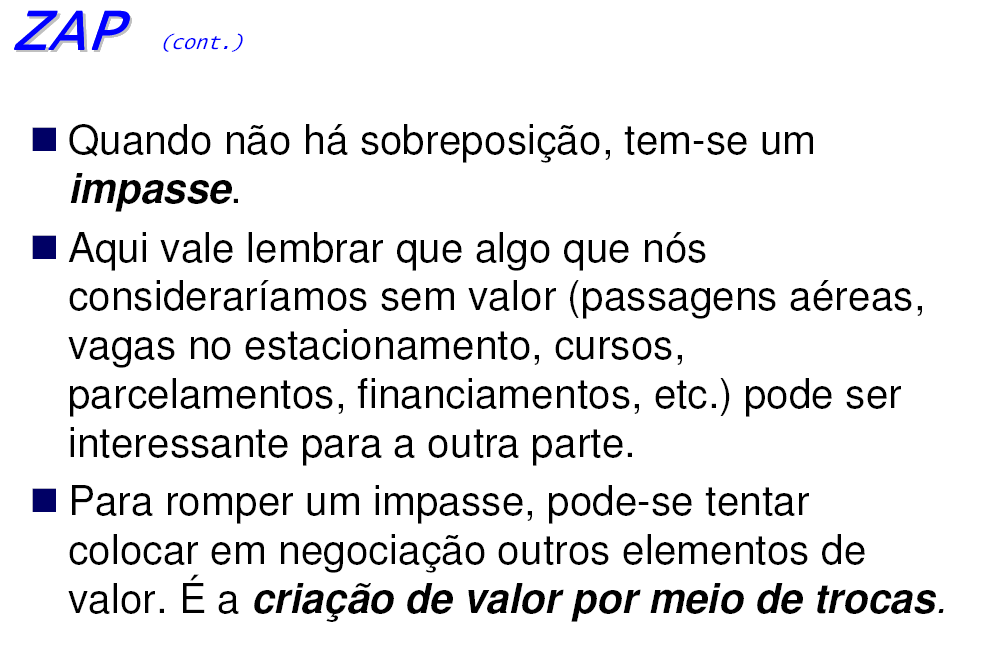 ZAP (cont.)
Quando não há sobreposição, tem-se um
impasse.
Aqui vale lembrar que algo que nós
consideraríamos sem valor (passagens aéreas,
vagas no estacionamento, cursos,
parcelamentos, financiamentos, etc.) pode ser
interessante para a outra parte.
Para romper um impasse, pode-se tentar
colocar em negociação outros elementos de
valor. É a criação de valor por meio de trocas.